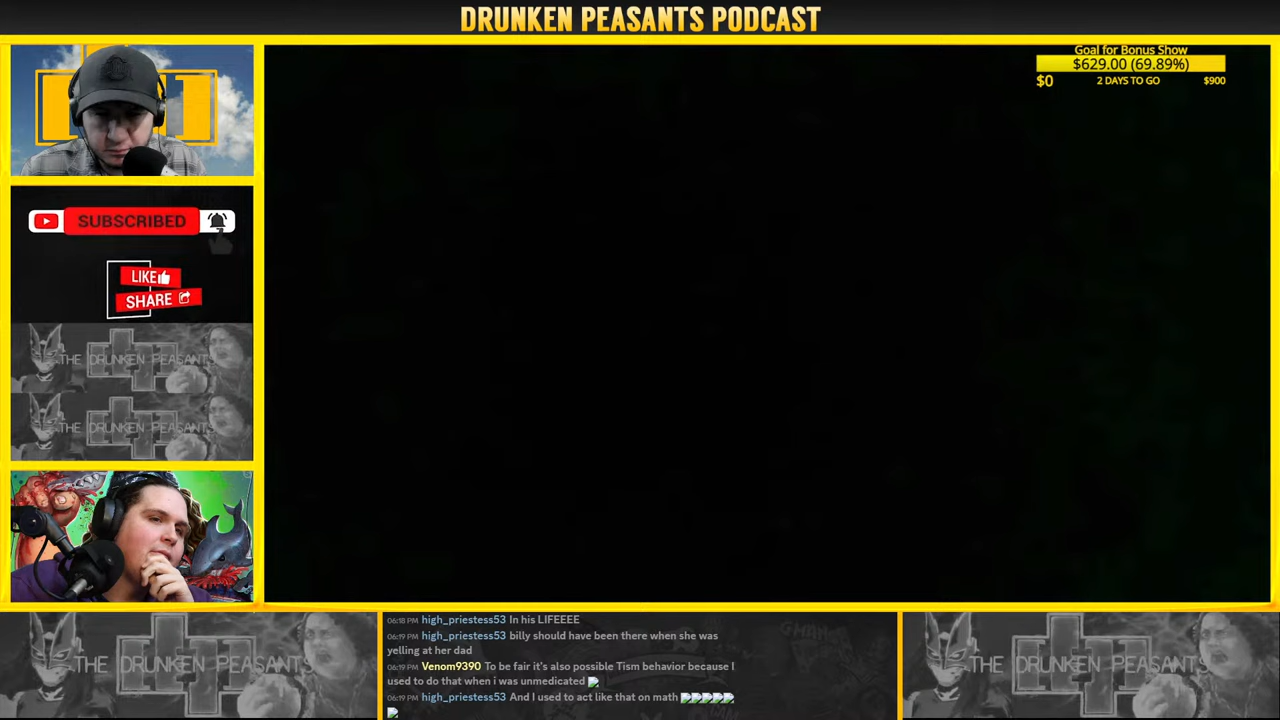 DRUNKEN PEASANTS PODCAST
Goal for Bonus Show
$629.00 (69.89%)
$0 2 DAYS TO GO $900
SUBSCRIBED
LIKE
SHARE
THE DRUNKEN PEASANTS
THE DRUNKEN PEASANTS
06:18 PM high_priestess53 In his LIFEEEE
06:19 PM high_priestess53 billy should have been there when she was
yelling at her dad
06:19 PM Venom9390 To be fair it's also possible Tism behavior because I
used to do that when i was unmedicated
06:19 PM high_priestess53 And I used to act like that on math
THE DRUNKEN PEASANTS
THE DRUNKEN PEASANTS